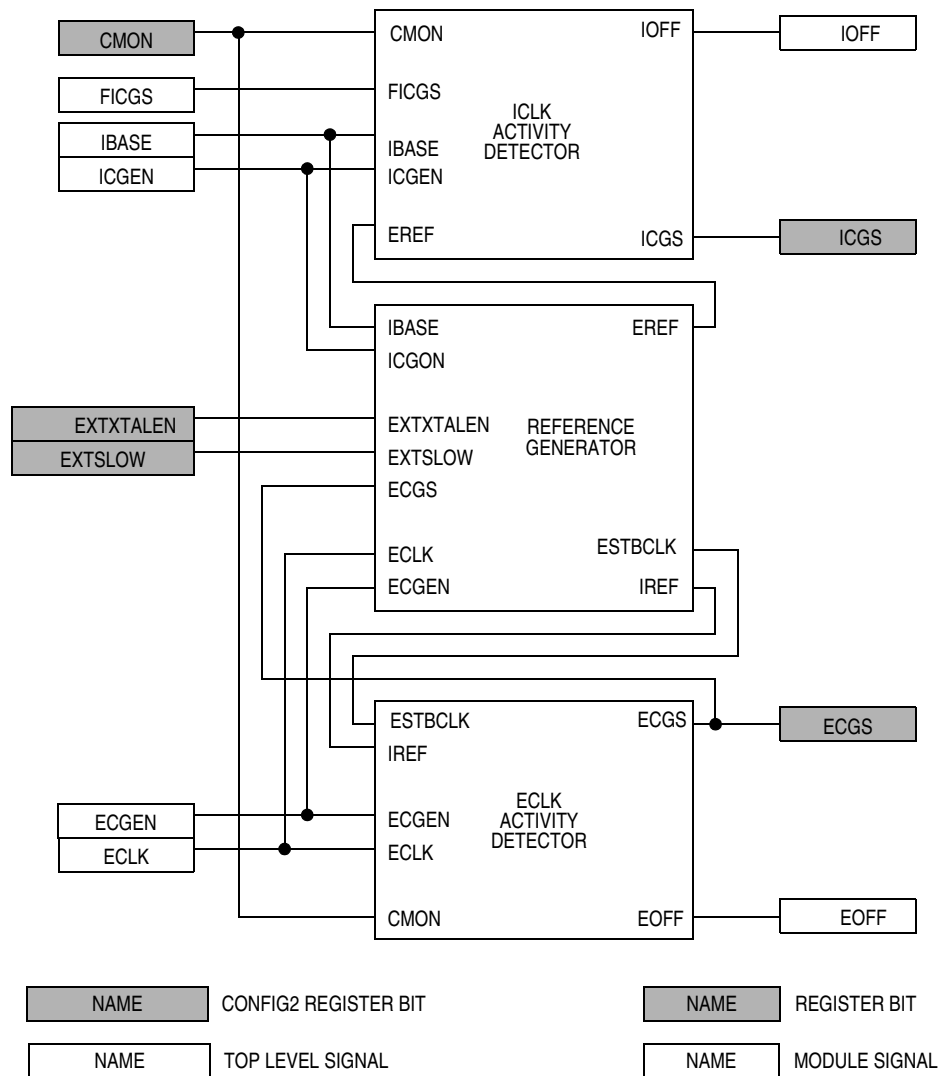 CMON
FICGS
IBASE
ICGEN
CMON
FICGS
IBASE
ICGEN
EREF
ICLK
ACTIVITY
DETECTOR
IOFF
ICGS
IOFF
ICGS
EXTXTALEN
EXTSLOW
IBASE
ICGON
EXTXTALEN
EXTSLOW
ECGS
ECLK
ECGEN
REFERENCE
GENERATOR
EREF
ESTBCLK
IREF
ECGEN
ECLK
ESTBCLK
IREF
ECGEN
ECLK
CMON
ECLK
ACTIVITY
DETECTOR
ECGS
EOFF
ECGS
EOFF
NAME CONFIG2 REGISTER BIT
NAME REGISTER BIT
NAME TOP LEVEL SIGNAL
NAME MODULE SIGNAL